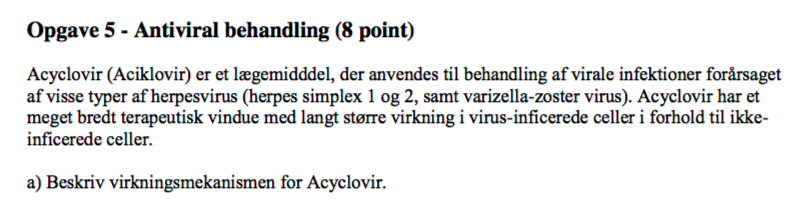 Opgave 5 - Antiviral behandling (8 point)
Acyclovir (Aciklovir) er et lægemidddel, der anvendes til behandling af virale infektioner forårsaget
af visse typer af herpesvirus (herpes simplex 1 og 2, samt varizella-zoster virus). Acyclovir har et
meget bredt terapeutisk vindue med langt større virkning i virus-inficerede celler i forhold til ikke-
inficerede celler.
a) Beskriv virkningsmekanismen for Acyclovir.